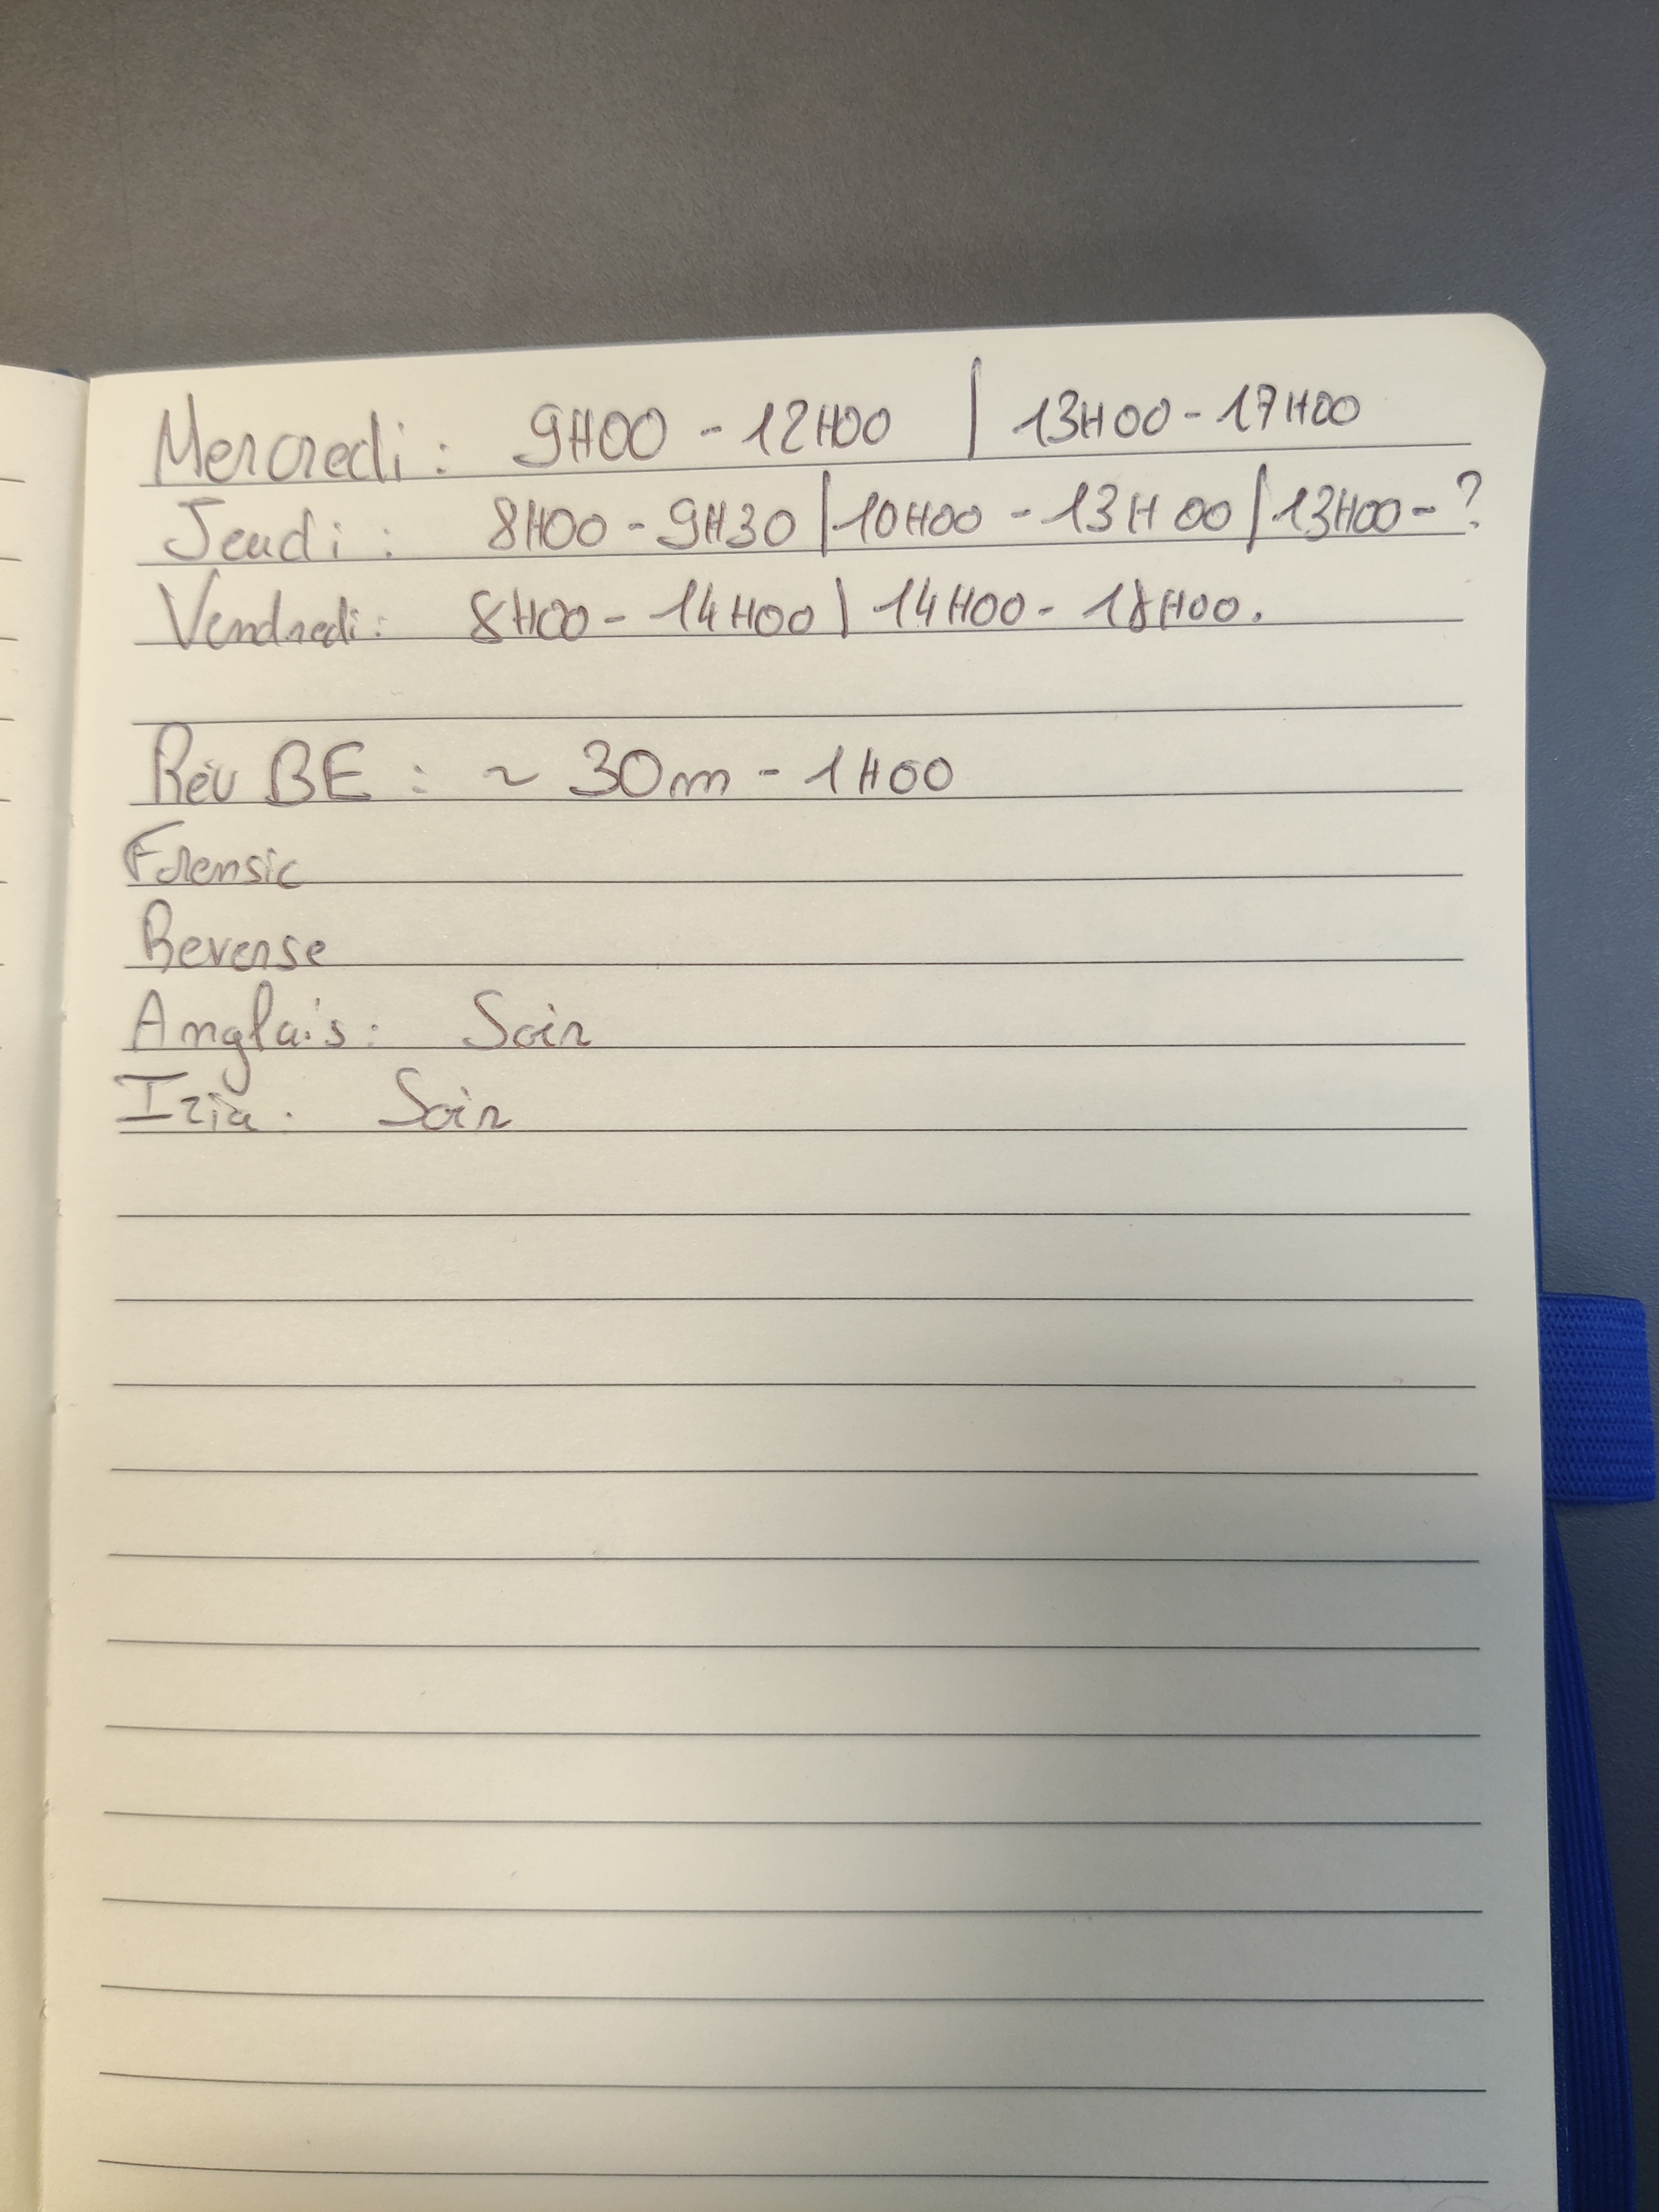 Mercredi : 9H00 - 12H00 | 13H00 - 17H00
Jeudi : 8H00 - 9H30 | 10H00 - 13H00 | 13H00 - ?
Vendredi : 8H00 - 14H00 | 14H00 - 18H00.
Rév BE : ~ 30m - 1H00
Forensic
Reverse
Anglais : Soir
Izia : Soir